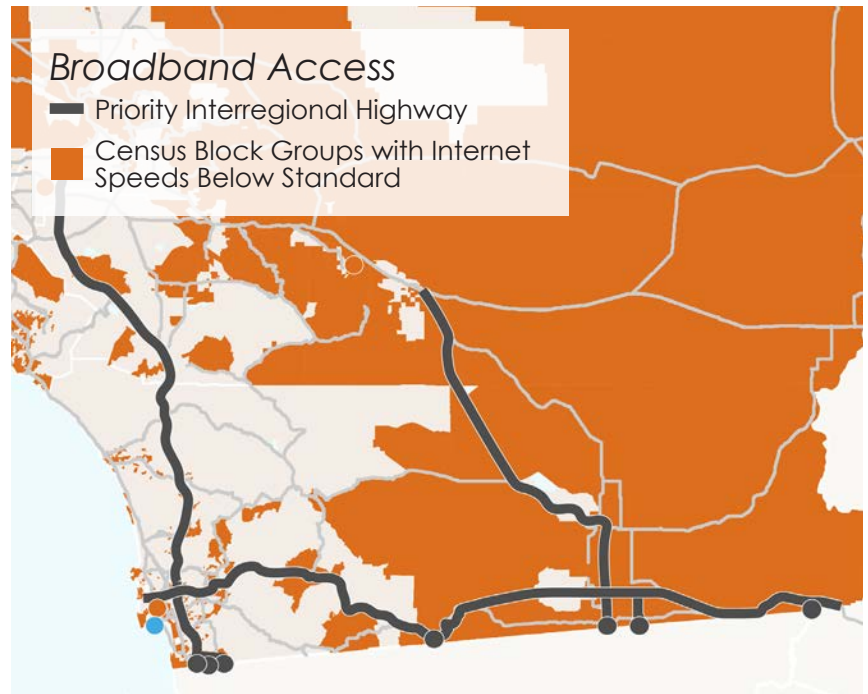 Broadband Access
Priority Interregional Highway
Census Block Groups with Internet
Speeds Below Standard